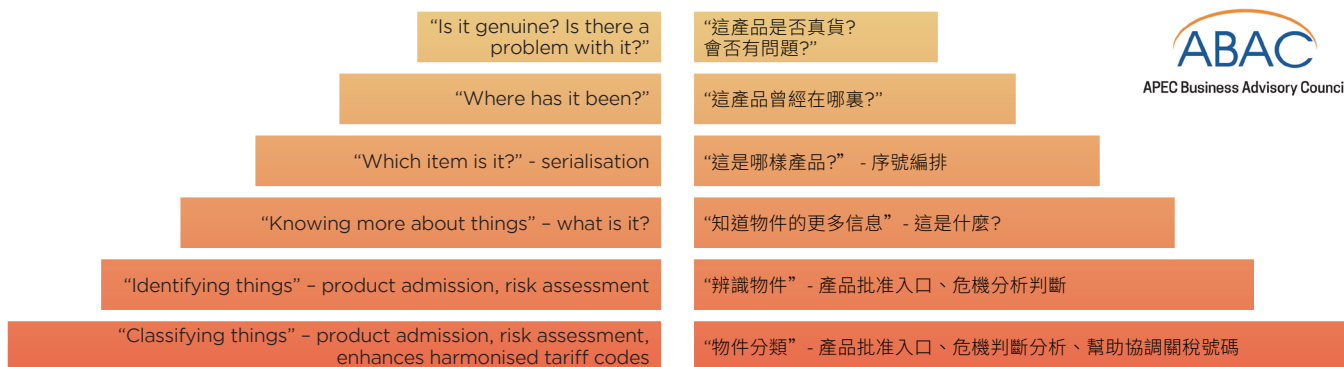 “Is it genuine? Is there a
problem with it?”
“這產品是否真貨?
會否有問題?”
ABAC
APEC Business Advisory Counci
“Where has it been?”
“這產品曾經在哪裏?”
“Which item is it?” - serialisation
“這是哪樣產品?” - 序號編排
“Knowing more about things” – what is it?
“知道物件的更多信息” - 這是什麼?
“Identifying things” – product admission, risk assessment
“辨識物件” - 產品批准入口、危機分析判斷
“Classifying things” – product admission, risk assessment,
enhances harmonised tariff codes
“物件分類” - 產品批准入口、危機判斷分析、幫助協調關稅號碼